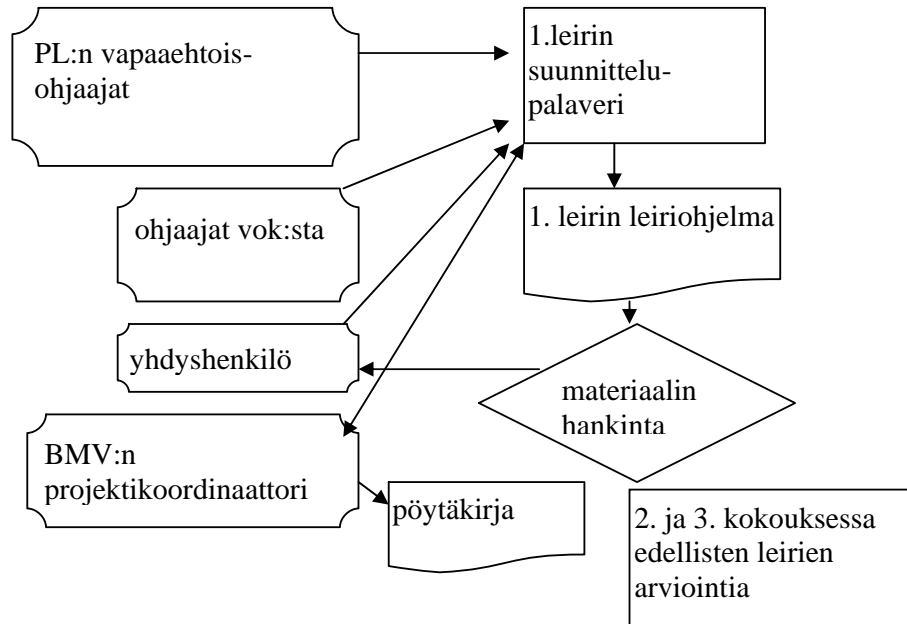 PL:n vapaaehtois-
ohjaajat
1.leirin
suunnittelu-
palaveri
ohjaajat vok:sta
1. leirin leiriohjelma
yhdyshenkilö
materiaalin
hankinta
BMV:n
projektikoordinaattori
pöytäkirja
2. ja 3. kokouksessa
edellisten leirien
arviointia